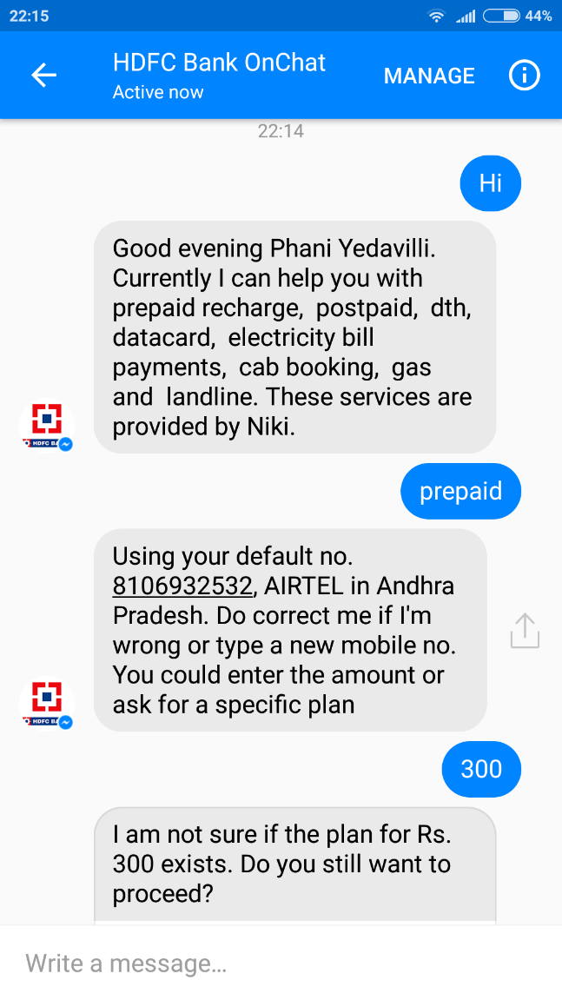 22:15 44%
HDFC Bank OnChat
Active now
MANAGE
22:14
Hi
Good evening Phani Yedavilli.
Currently I can help you with
prepaid recharge, postpaid, dth,
datacard, electricity bill
payments, cab booking, gas
and landline. These services are
provided by Niki.
HDFC BA
prepaid
Using your default no.
8106932532, AIRTEL in Andhra
Pradesh. Do correct me if I'm
wrong or type a new mobile no.
You could enter the amount or
ask for a specific plan
HDFC BA
300
I am not sure if the plan for Rs.
300 exists. Do you still want to
proceed?
Write a message...